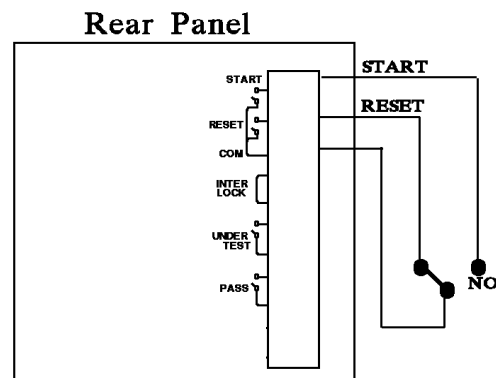 Rear Panel
START
START
RESET
RESET
COM
INTER
LOCK
UNDER
TEST
PASS
NO